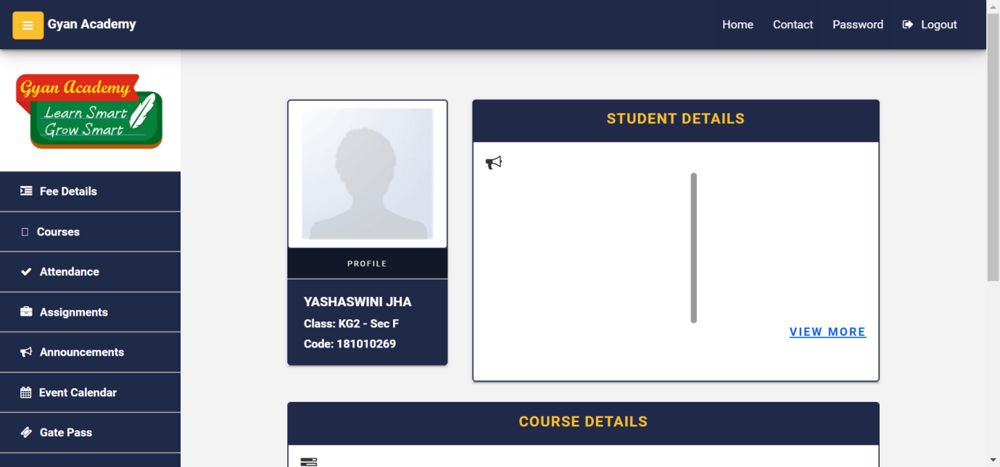 Gyan Academy
Home
Contact
Password
Logout
Gyan Academy
Learn Smart
Grow Smart
Fee Details
Courses
Attendance
Assignments
Announcements
Event Calendar
Gate Pass
PROFILE
YASHASWINI JHA
Class: KG2 - Sec F
Code: 181010269
STUDENT DETAILS
VIEW MORE
COURSE DETAILS